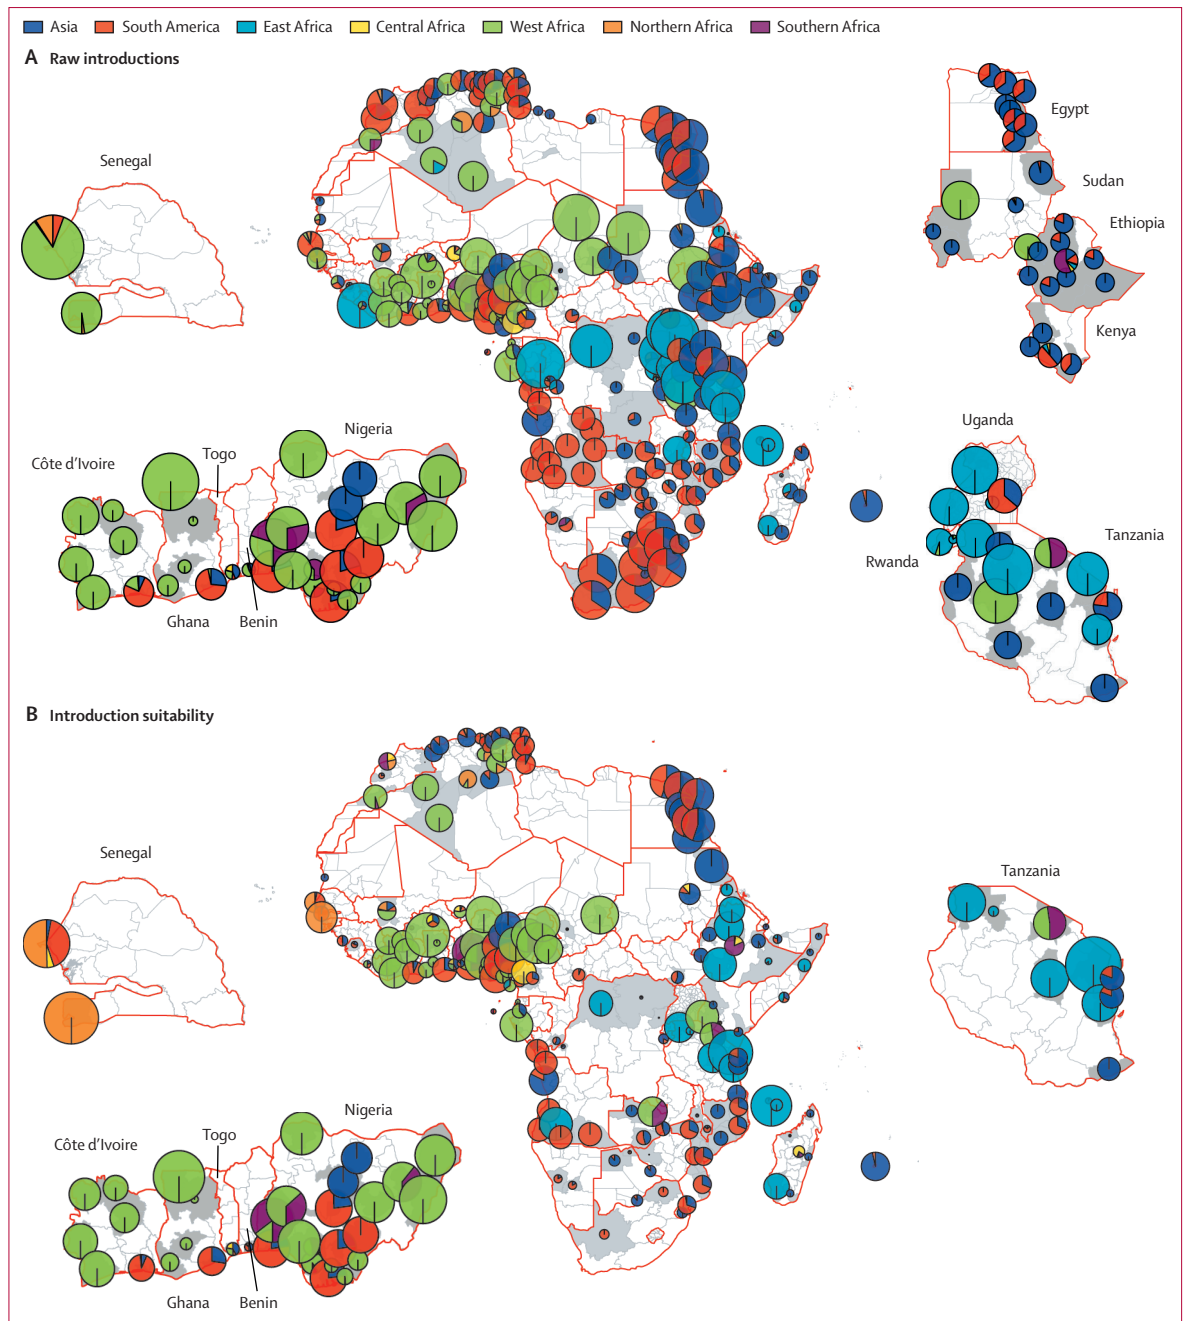 Asia South America East Africa Central Africa West Africa Northern Africa Southern Africa
A Raw introductions
Senegal
Egypt
Sudan
Ethiopia
Kenya
Côte d'Ivoire
Togo
Nigeria
Ghana
Benin
Uganda
Tanzania
Rwanda
B Introduction suitability
Senegal
Tanzania
Côte d'Ivoire
Togo
Nigeria
Ghana
Benin